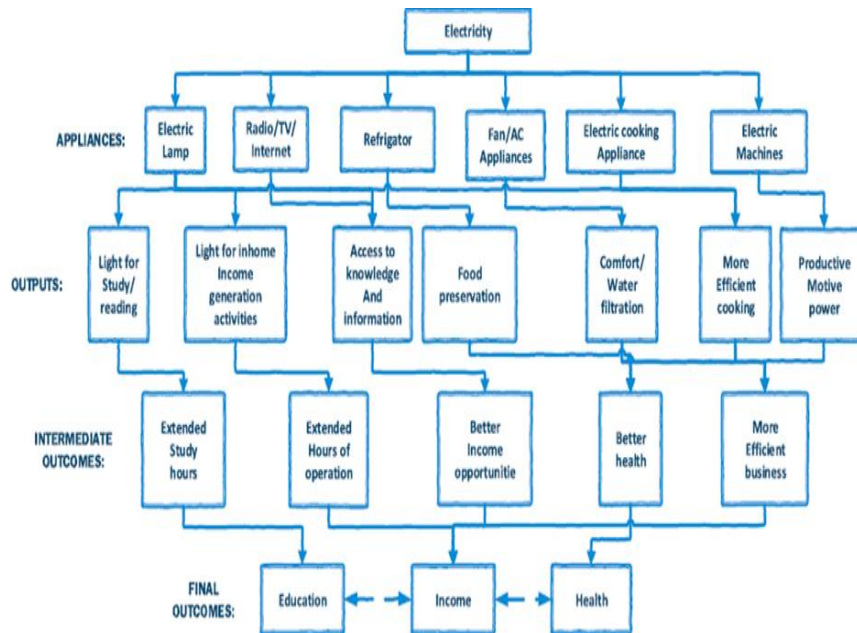 Electricity
APPLIANCES:
Electric
Lamp
Radio/TV/
Internet
Refrigator
Fan/AC
Appliances
Electric cooking
Appliance
Electric
Machines
OUTPUTS:
Light for
Study/
reading
Light for inhome
Income
generation
activities
Access to
knowledge
And
information
Food
preservation
Comfort/
Water
filtration
More
Efficient
cooking
Productive
Motive
power
INTERMEDIATE
OUTCOMES:
Extended
Study
hours
Extended
Hours of
operation
Better
Income
opportunitie
Better
health
More
Efficient
business
FINAL
OUTCOMES:
Education
Income
Health